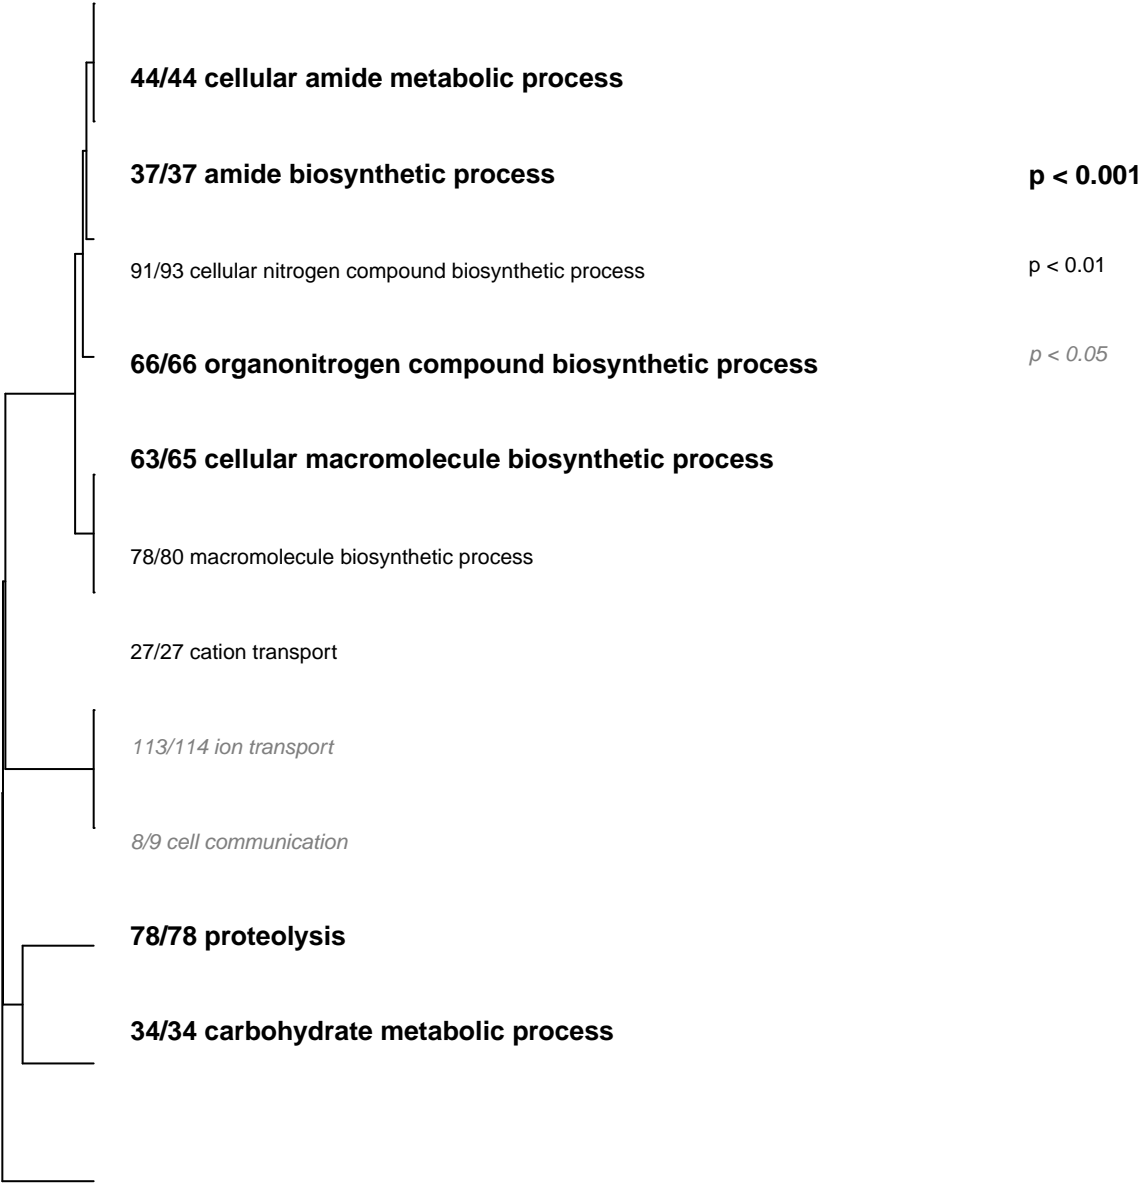 44/44 cellular amide metabolic process
37/37 amide biosynthetic process
p < 0.001
91/93 cellular nitrogen compound biosynthetic process
p < 0.01
66/66 organonitrogen compound biosynthetic process
p < 0.05
63/65 cellular macromolecule biosynthetic process
78/80 macromolecule biosynthetic process
27/27 cation transport
113/114 ion transport
8/9 cell communication
78/78 proteolysis
34/34 carbohydrate metabolic process